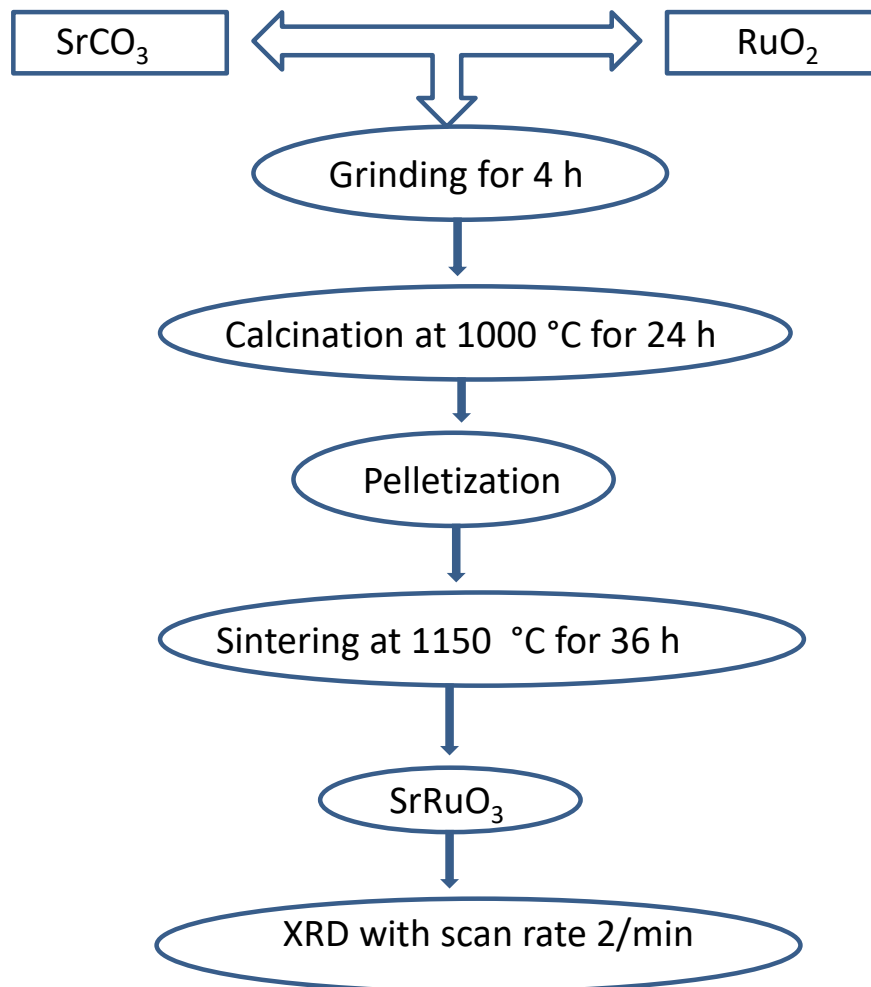 SrCO₃
RuO₂
Grinding for 4 h
Calcination at 1000 °C for 24 h
Pelletization
Sintering at 1150  °C for 36 h
SrRuO₃
XRD with scan rate 2/min